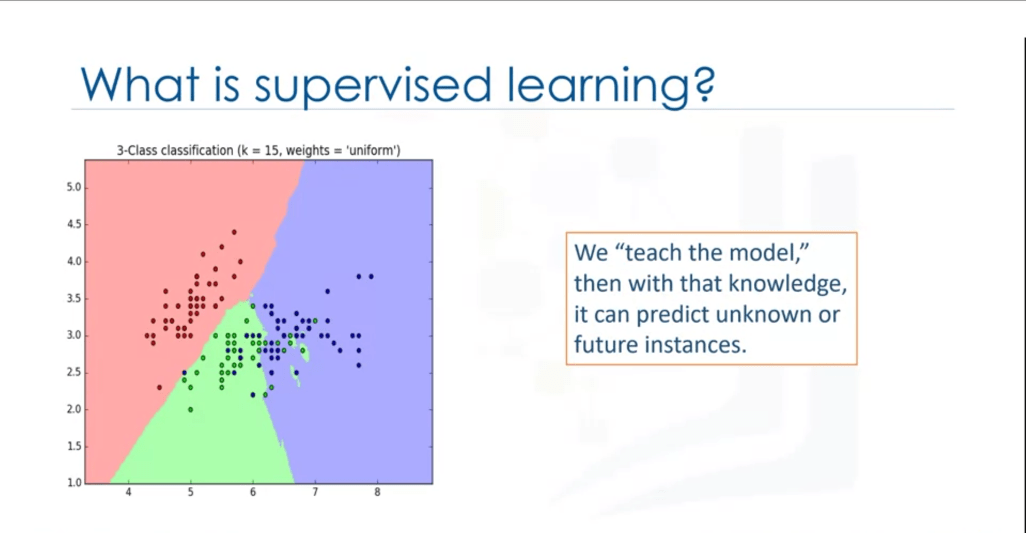 What is supervised learning?
3-Class classification (k = 15, weights = 'uniform')
5.0
4.5
4.0
3.5
3.0
2.5
2.0
1.5
1.0
4 5 6 7 8
We “teach the model,”
then with that knowledge,
it can predict unknown or
future instances.